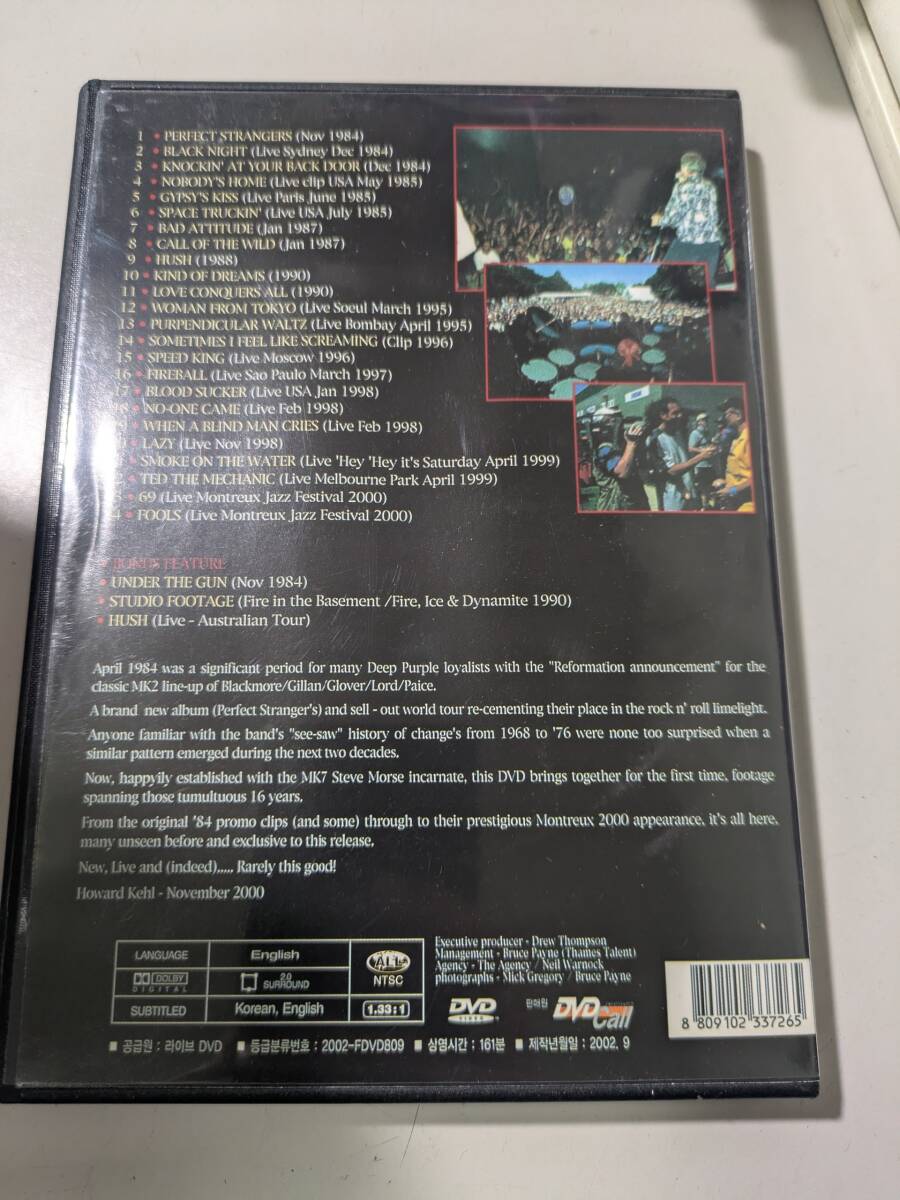 1 • PERFECT STRANGERS (Nov 1984)
2 • BLACK NIGHT (Live Sydney Dec 1984)
3 • KNOCKIN' AT YOUR BACK DOOR (Dec 1984)
4 • NOBODY'S HOME (Live clip USA May 1985)
5 • GYPSY'S KISS (Live Paris June 1985)
6 • SPACE TRUCKIN' (Live USA July 1985)
7 • BAD ATTITUDE (Jan 1987)
8 • CALL OF THE WILD (Jan 1987)
9 • HUSH (1988)
10 • KIND OF DREAMS (1990)
11 • LOVE CONQUERS ALL (1990)
12 • WOMAN FROM TOKYO (Live Soeul March 1995)
13 • PURPENDICULAR WALTZ (Live Bombay April 1995)
14 • SOMETIMES I FEEL LIKE SCREAMING (Clip 1996)
15 • SPEED KING (Live Moscow 1996)
16 • FIREBALL (Live Sao Paulo March 1997)
17 • BLOOD SUCKER (Live USA Jan 1998)
18 • NO-ONE CAME (Live Feb 1998)
9 • WHEN A BLIND MAN CRIES (Live Feb 1998)
• LAZY (Live Nov 1998)
• SMOKE ON THE WATER (Live 'Hey 'Hey it's Saturday April 1999)
2 • TED THE MECHANIC (Live Melbourne Park April 1999)
3 • 69 (Live Montreux Jazz Festival 2000)
4 • FOOLS (Live Montreux Jazz Festival 2000)
• BONUS FEATURE
• UNDER THE GUN (Nov 1984)
• STUDIO FOOTAGE (Fire in the Basement /Fire, Ice & Dynamite 1990)
• HUSH (Live - Australian Tour)
April 1984 was a significant period for many Deep Purple loyalists with the "Reformation announcement" for the
classic MK2 line-up of Blackmore/Gillan/Glover/Lord/Paice.
A brand new album (Perfect Stranger's) and sell - out world tour re-cementing their place in the rock n' roll limelight.
Anyone familiar with the band's "see-saw" history of change's from 1968 to '76 were none too surprised when a
similar pattern emerged during the next two decades.
Now, happyily established with the MK7 Steve Morse incarnate, this DVD brings together for the first time, footage
spanning those tumultuous 16 years.
From the original '84 promo clips (and some) through to their prestigious Montreux 2000 appearance, it's all here,
many unseen before and exclusive to this release.
New, Live and (indeed)..... Rarely this good!
Howard Kehl - November 2000
LANGUAGE English
DOLBY DIGITAL 2.0 SURROUND
SUBTITLED Korean, English
ALL
NTSC
1.33:1
Executive producer - Drew Thompson
Management - Bruce Payne (Thames Talent)
Agency - The Agency / Neil Warnock
photographs - Mick Gregory / Bruce Payne
DVD VIDEO
판매원 DVDCall
8 809102 337265
■ 공급원 : 라이브 DVD ■ 등급분류번호 : 2002-FDVD809 ■ 상영시간 : 161분 ■ 제작년월일 : 2002. 9